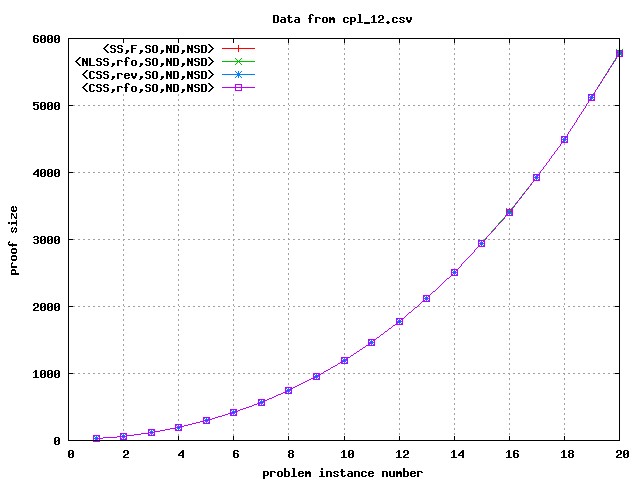 Data from cpl_12.csv
<SS,F,SO,ND,NSD>
<NLSS,rfo,SO,ND,NSD>
<CSS,rev,SO,ND,NSD>
<CSS,rfo,SO,ND,NSD>
6000
5000
4000
3000
2000
1000
0
proof size
0 2 4 6 8 10 12 14 16 18 20
problem instance number